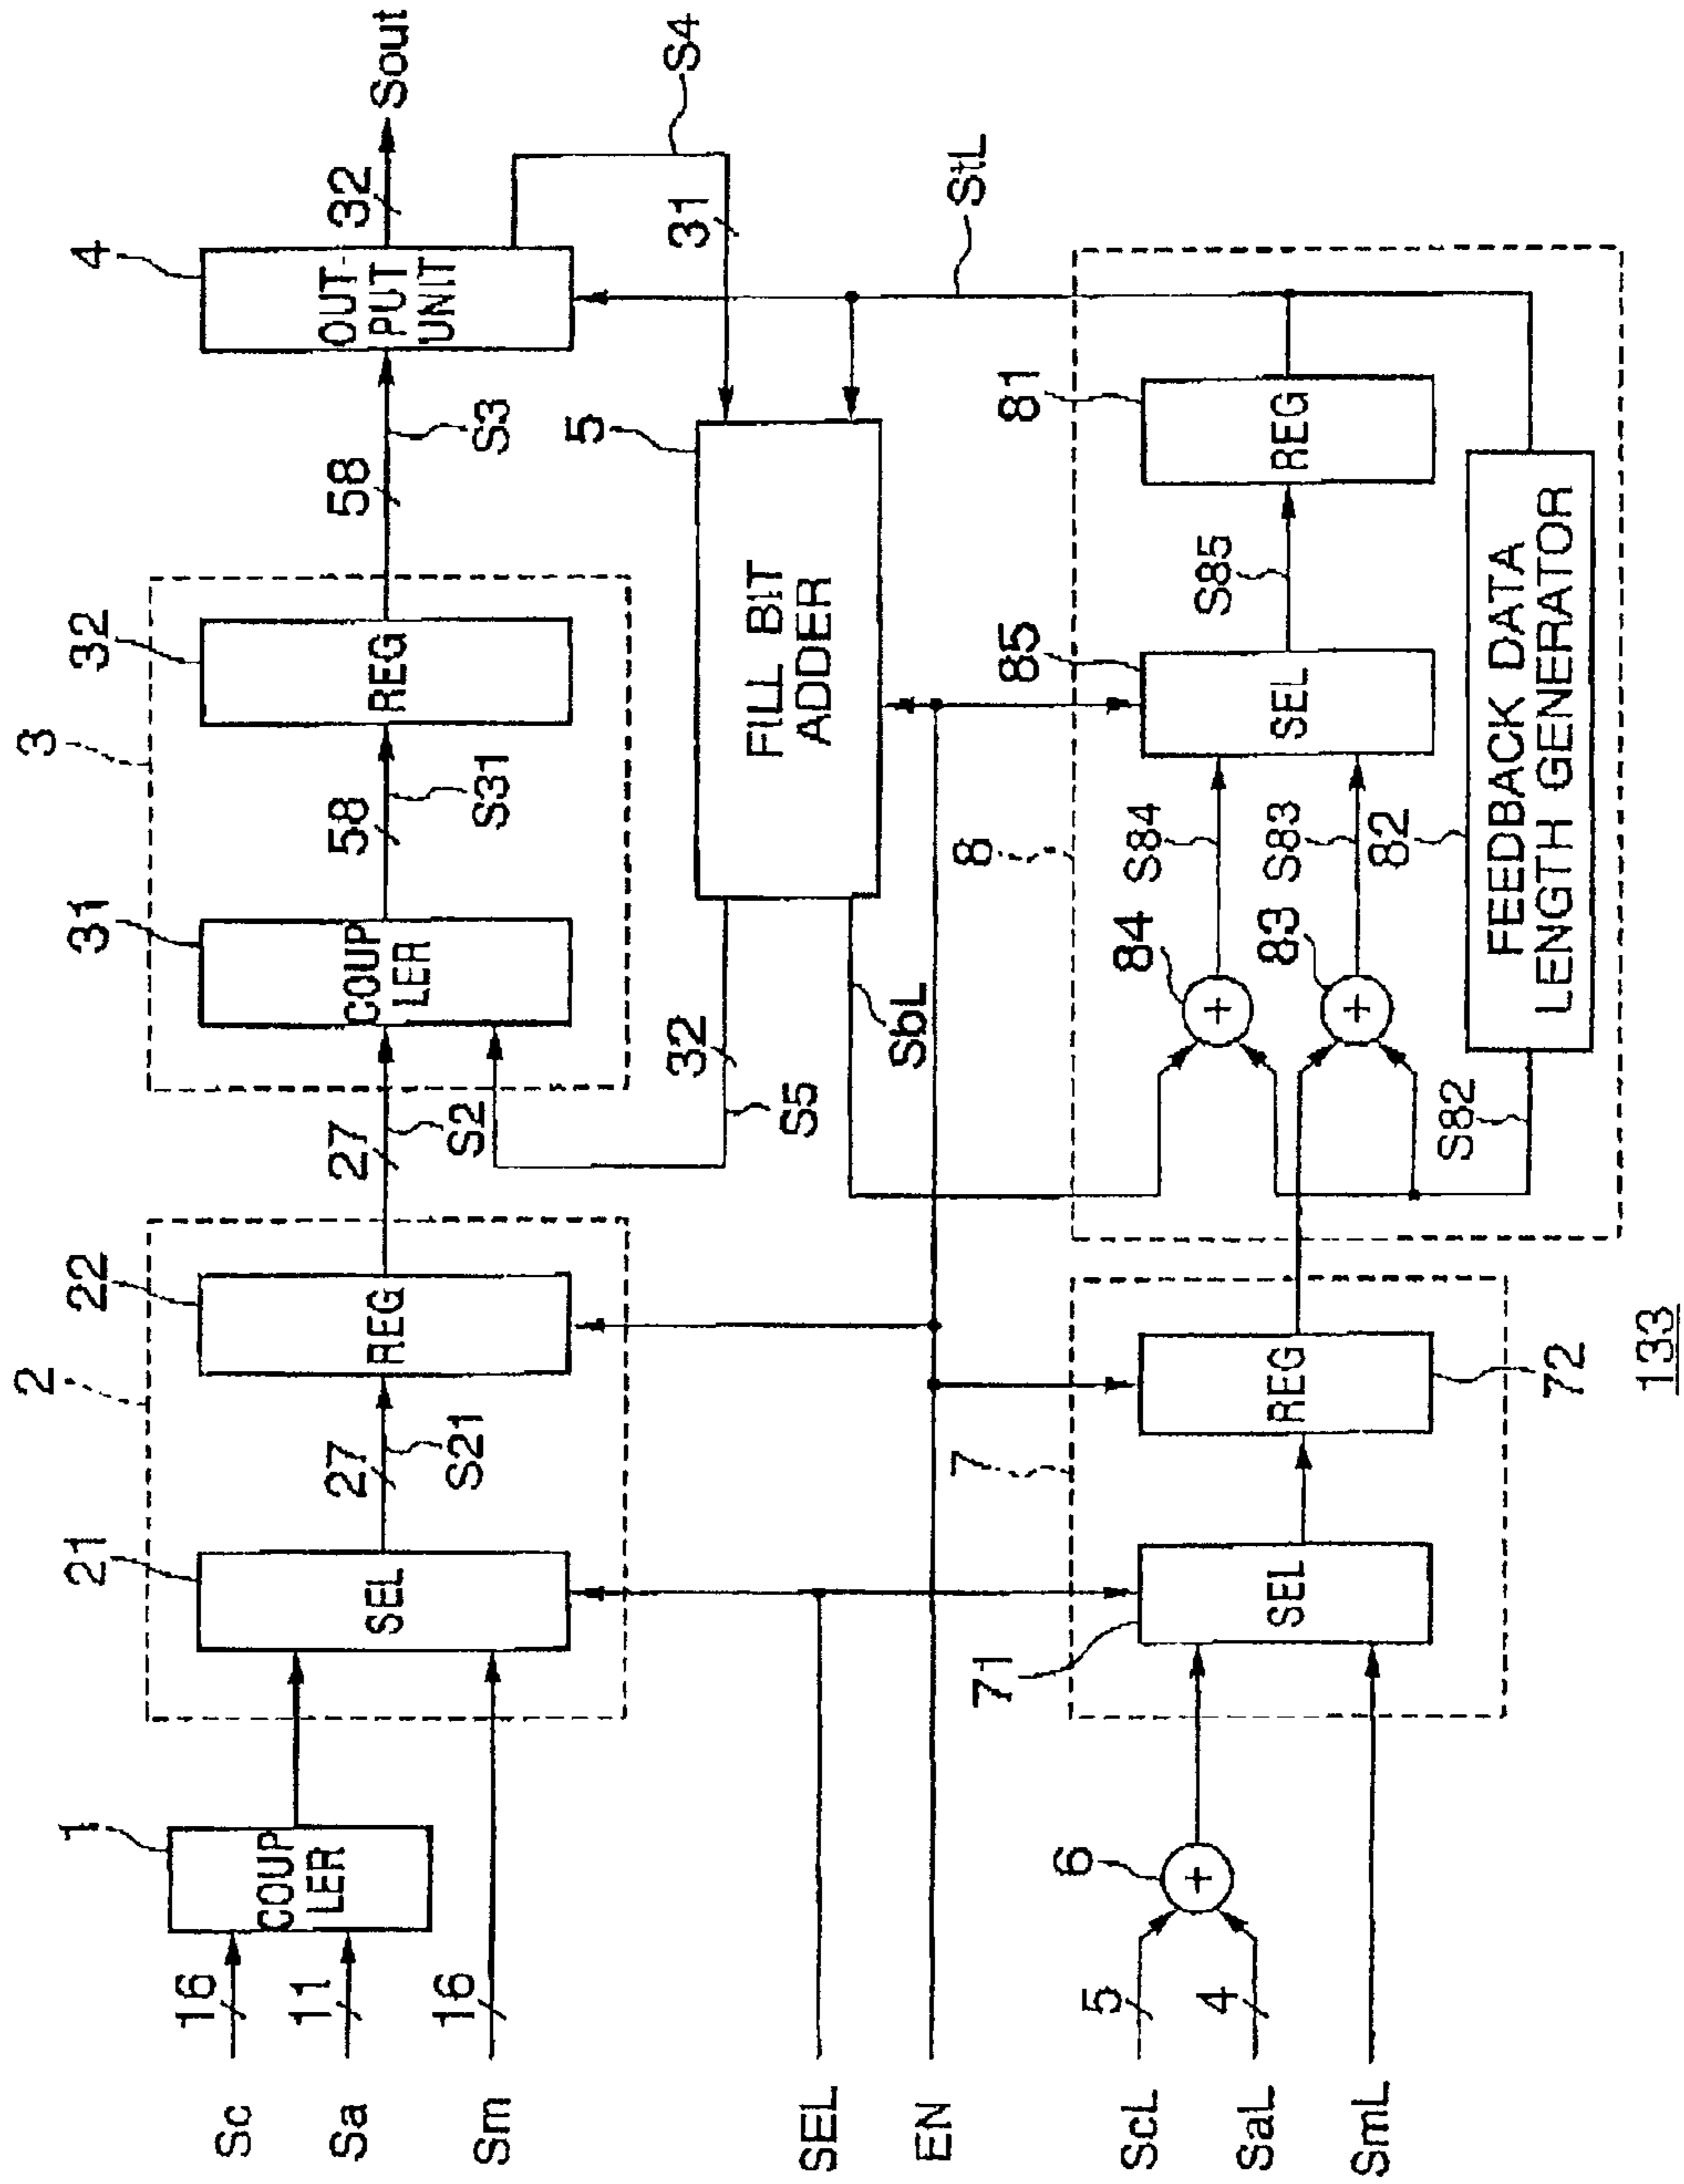 Sc
16
Sa
11
Sm
16
1
COUP
LER
2
21
SEL
27
S21
22
REG
27
S2
3
31
COUP
LER
58
S31
32
REG
58
S3
4
OUT
PUT
UNIT
32
Sout
S4
31
5
FILL BIT
ADDER
32
S5
SbL
StL
SEL
EN
ScL
5
SaL
4
SmL
6
7
71
SEL
REG
72
8
84
+
83
+
+
S84
S83
S82
85
SEL
S85
81
REG
82
FEEDBACK DATA
LENGTH GENERATOR
133